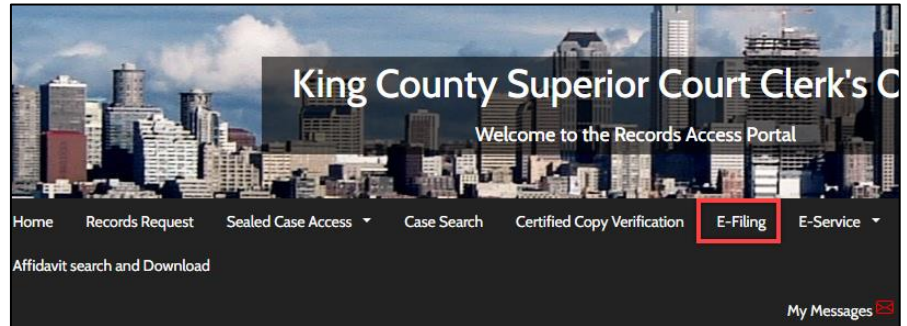 King County Superior Court Clerk's O
Welcome to the Records Access Portal
Home Records Request Sealed Case Access Case Search Certified Copy Verification E-Filing E-Service
Affidavit search and Download
My Messages